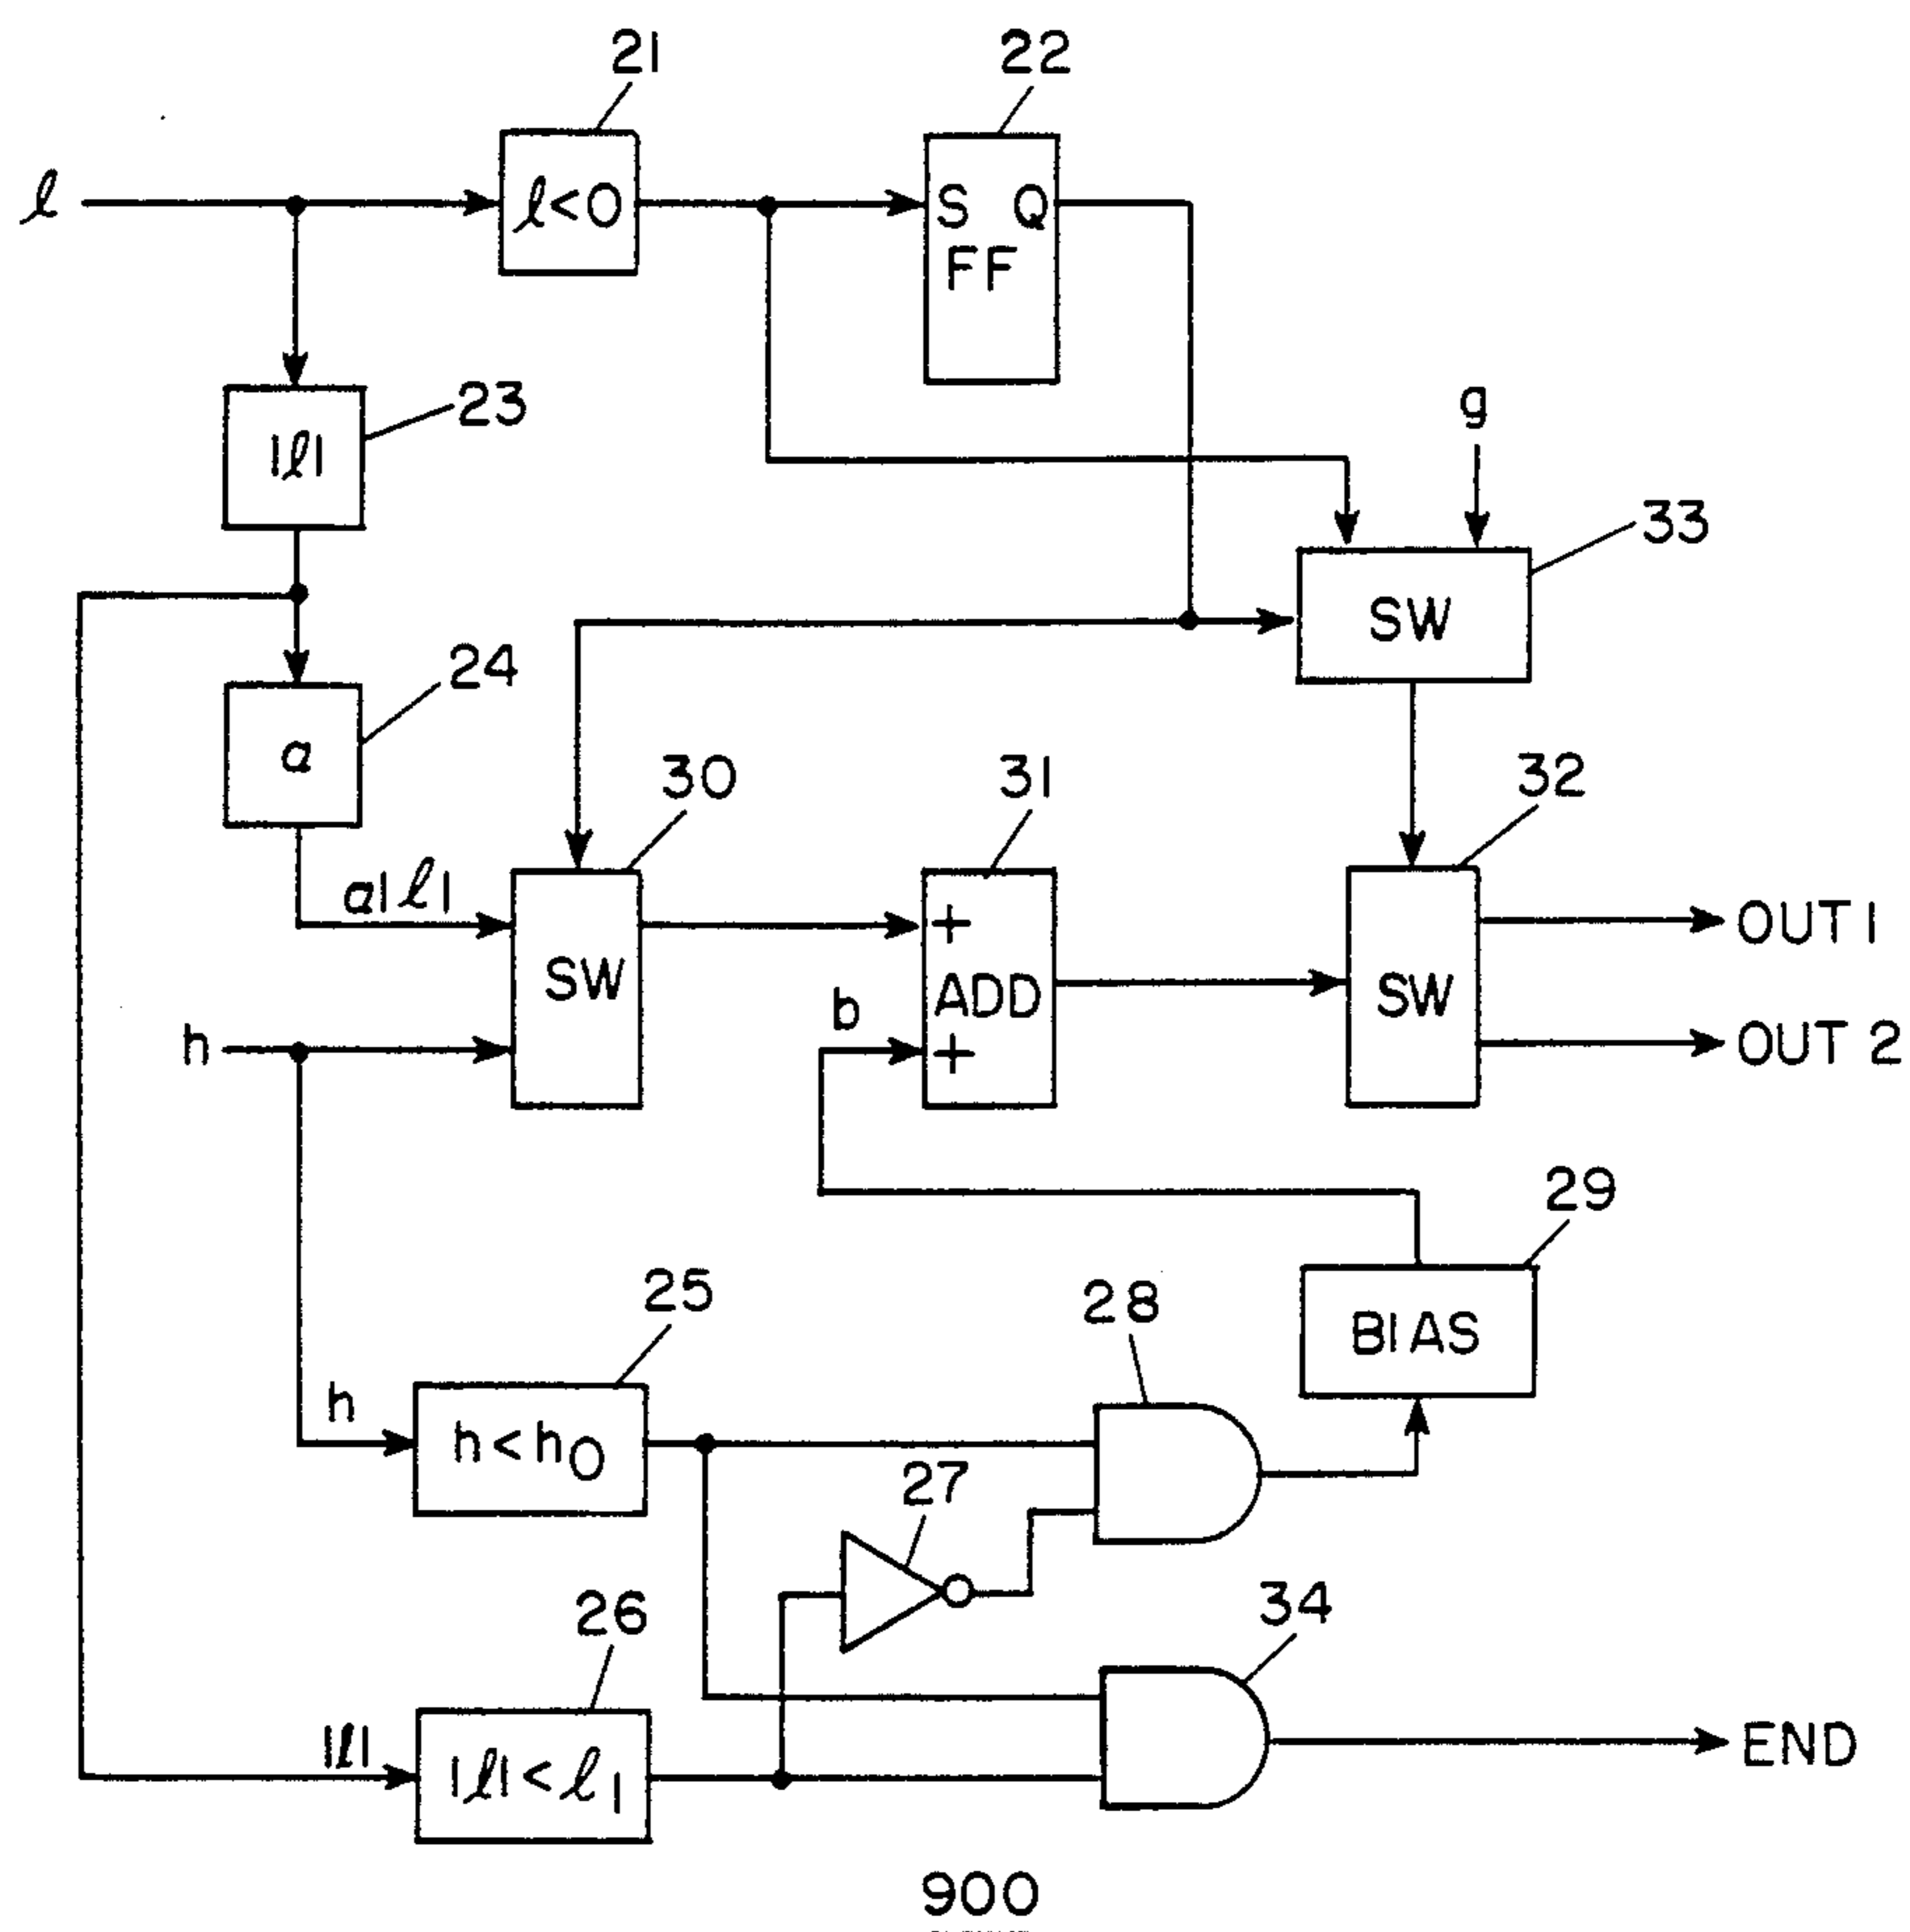 21
22
ℓ
ℓ<0
S Q
FF
23
|ℓ|
g
33
SW
24
a
30
31
32
a|ℓ|
+
OUT 1
SW
ADD
SW
b
h
+
OUT 2
29
25
28
BIAS
h
h<h0
27
26
34
|ℓ|
|ℓ|<ℓ1
END
900